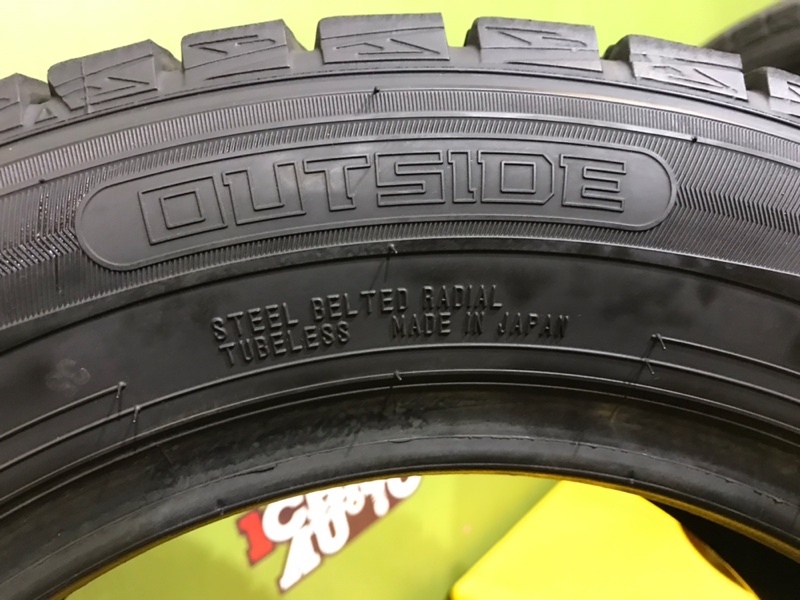 OUTSIDE
STEEL BELTED RADIAL
TUBELESS MADE IN JAPAN